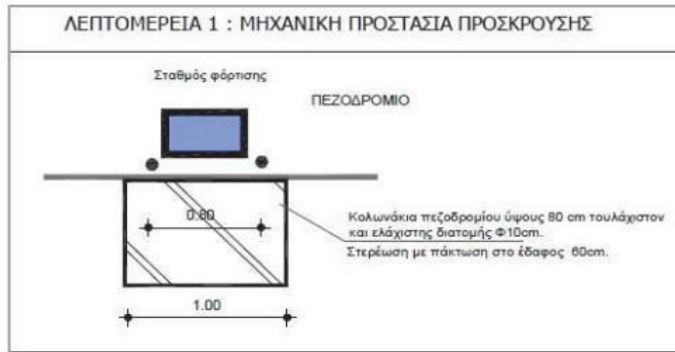 ΛΕΠΤΟΜΕΡΕΙΑ 1 : ΜΗΧΑΝΙΚΗ ΠΡΟΣΤΑΣΙΑ ΠΡΟΣΚΡΟΥΣΗΣ
Σταθμός φόρτισης
ΠΕΖΟΔΡΟΜΙΟ
0.80
Κολωνάκια πεζοδρομίου ύψους 80 cm τουλάχιστον
και ελάχιστης διατομής Φ10cm.
Στερέωση με πάκτωση στο έδαφος 60cm.
1.00